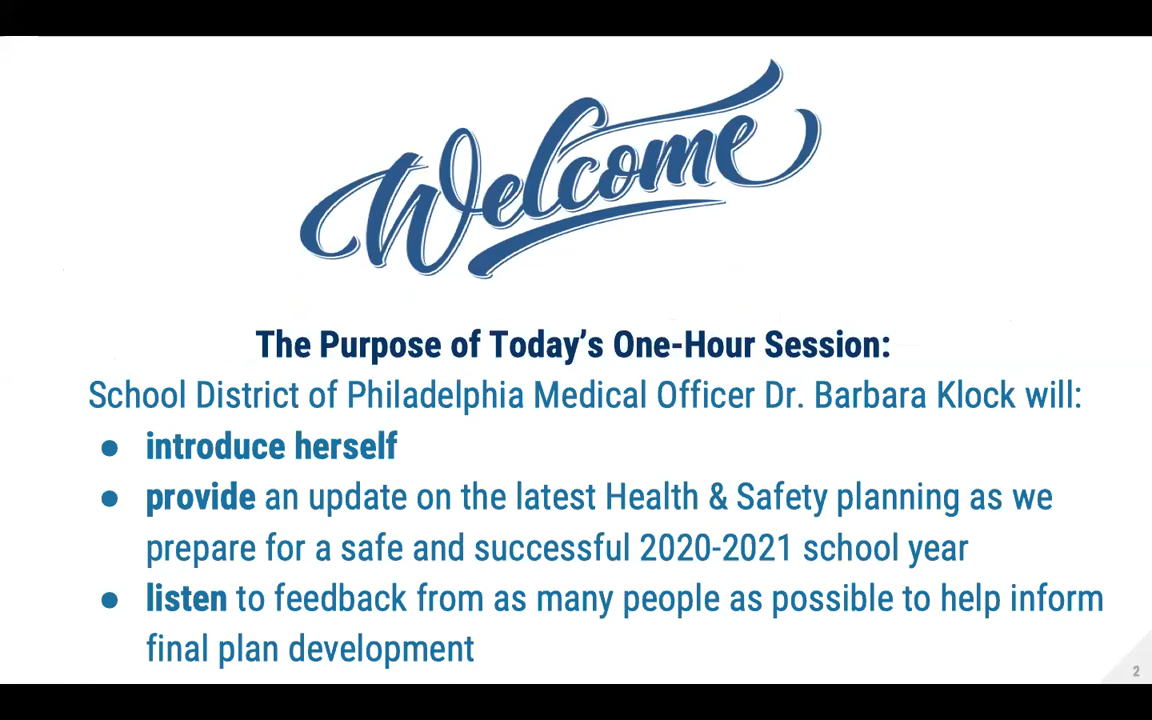 Welcome
The Purpose of Today’s One-Hour Session:
School District of Philadelphia Medical Officer Dr. Barbara Klock will:
● introduce herself
● provide an update on the latest Health & Safety planning as we
prepare for a safe and successful 2020-2021 school year
● listen to feedback from as many people as possible to help inform
final plan development
2